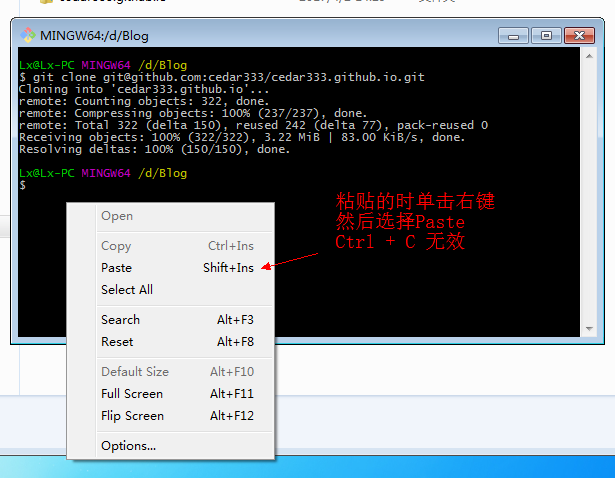 MINGW64:/d/Blog
Lx@Lx-PC MINGW64 /d/Blog
$ git clone git@github.com:cedar333/cedar333.github.io.git
Cloning into 'cedar333.github.io'...
remote: Counting objects: 322, done.
remote: Compressing objects: 100% (237/237), done.
remote: Total 322 (delta 150), reused 242 (delta 77), pack-reused 0
Receiving objects: 100% (322/322), 3.22 MiB | 83.00 KiB/s, done.
Resolving deltas: 100% (150/150), done.
Lx@Lx-PC MINGW64 /d/Blog
$
粘贴的时单击右键
然后选择Paste
Ctrl + C 无效
Open
Copy Ctrl+Ins
Paste Shift+Ins
Select All
Search Alt+F3
Reset Alt+F8
Default Size Alt+F10
Full Screen Alt+F11
Flip Screen Alt+F12
Options...